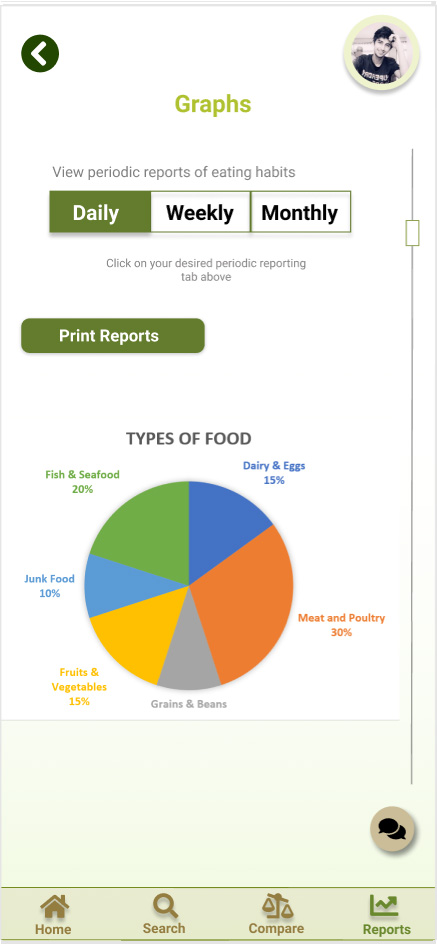 Graphs
View periodic reports of eating habits
Daily
Weekly
Monthly
Click on your desired periodic reporting
tab above
Print Reports
TYPES OF FOOD
Dairy & Eggs
15%
Fish & Seafood
20%
Junk Food
10%
Meat and Poultry
30%
Fruits &
Vegetables
15%
Grains & Beans
Home
Search
Compare
Reports